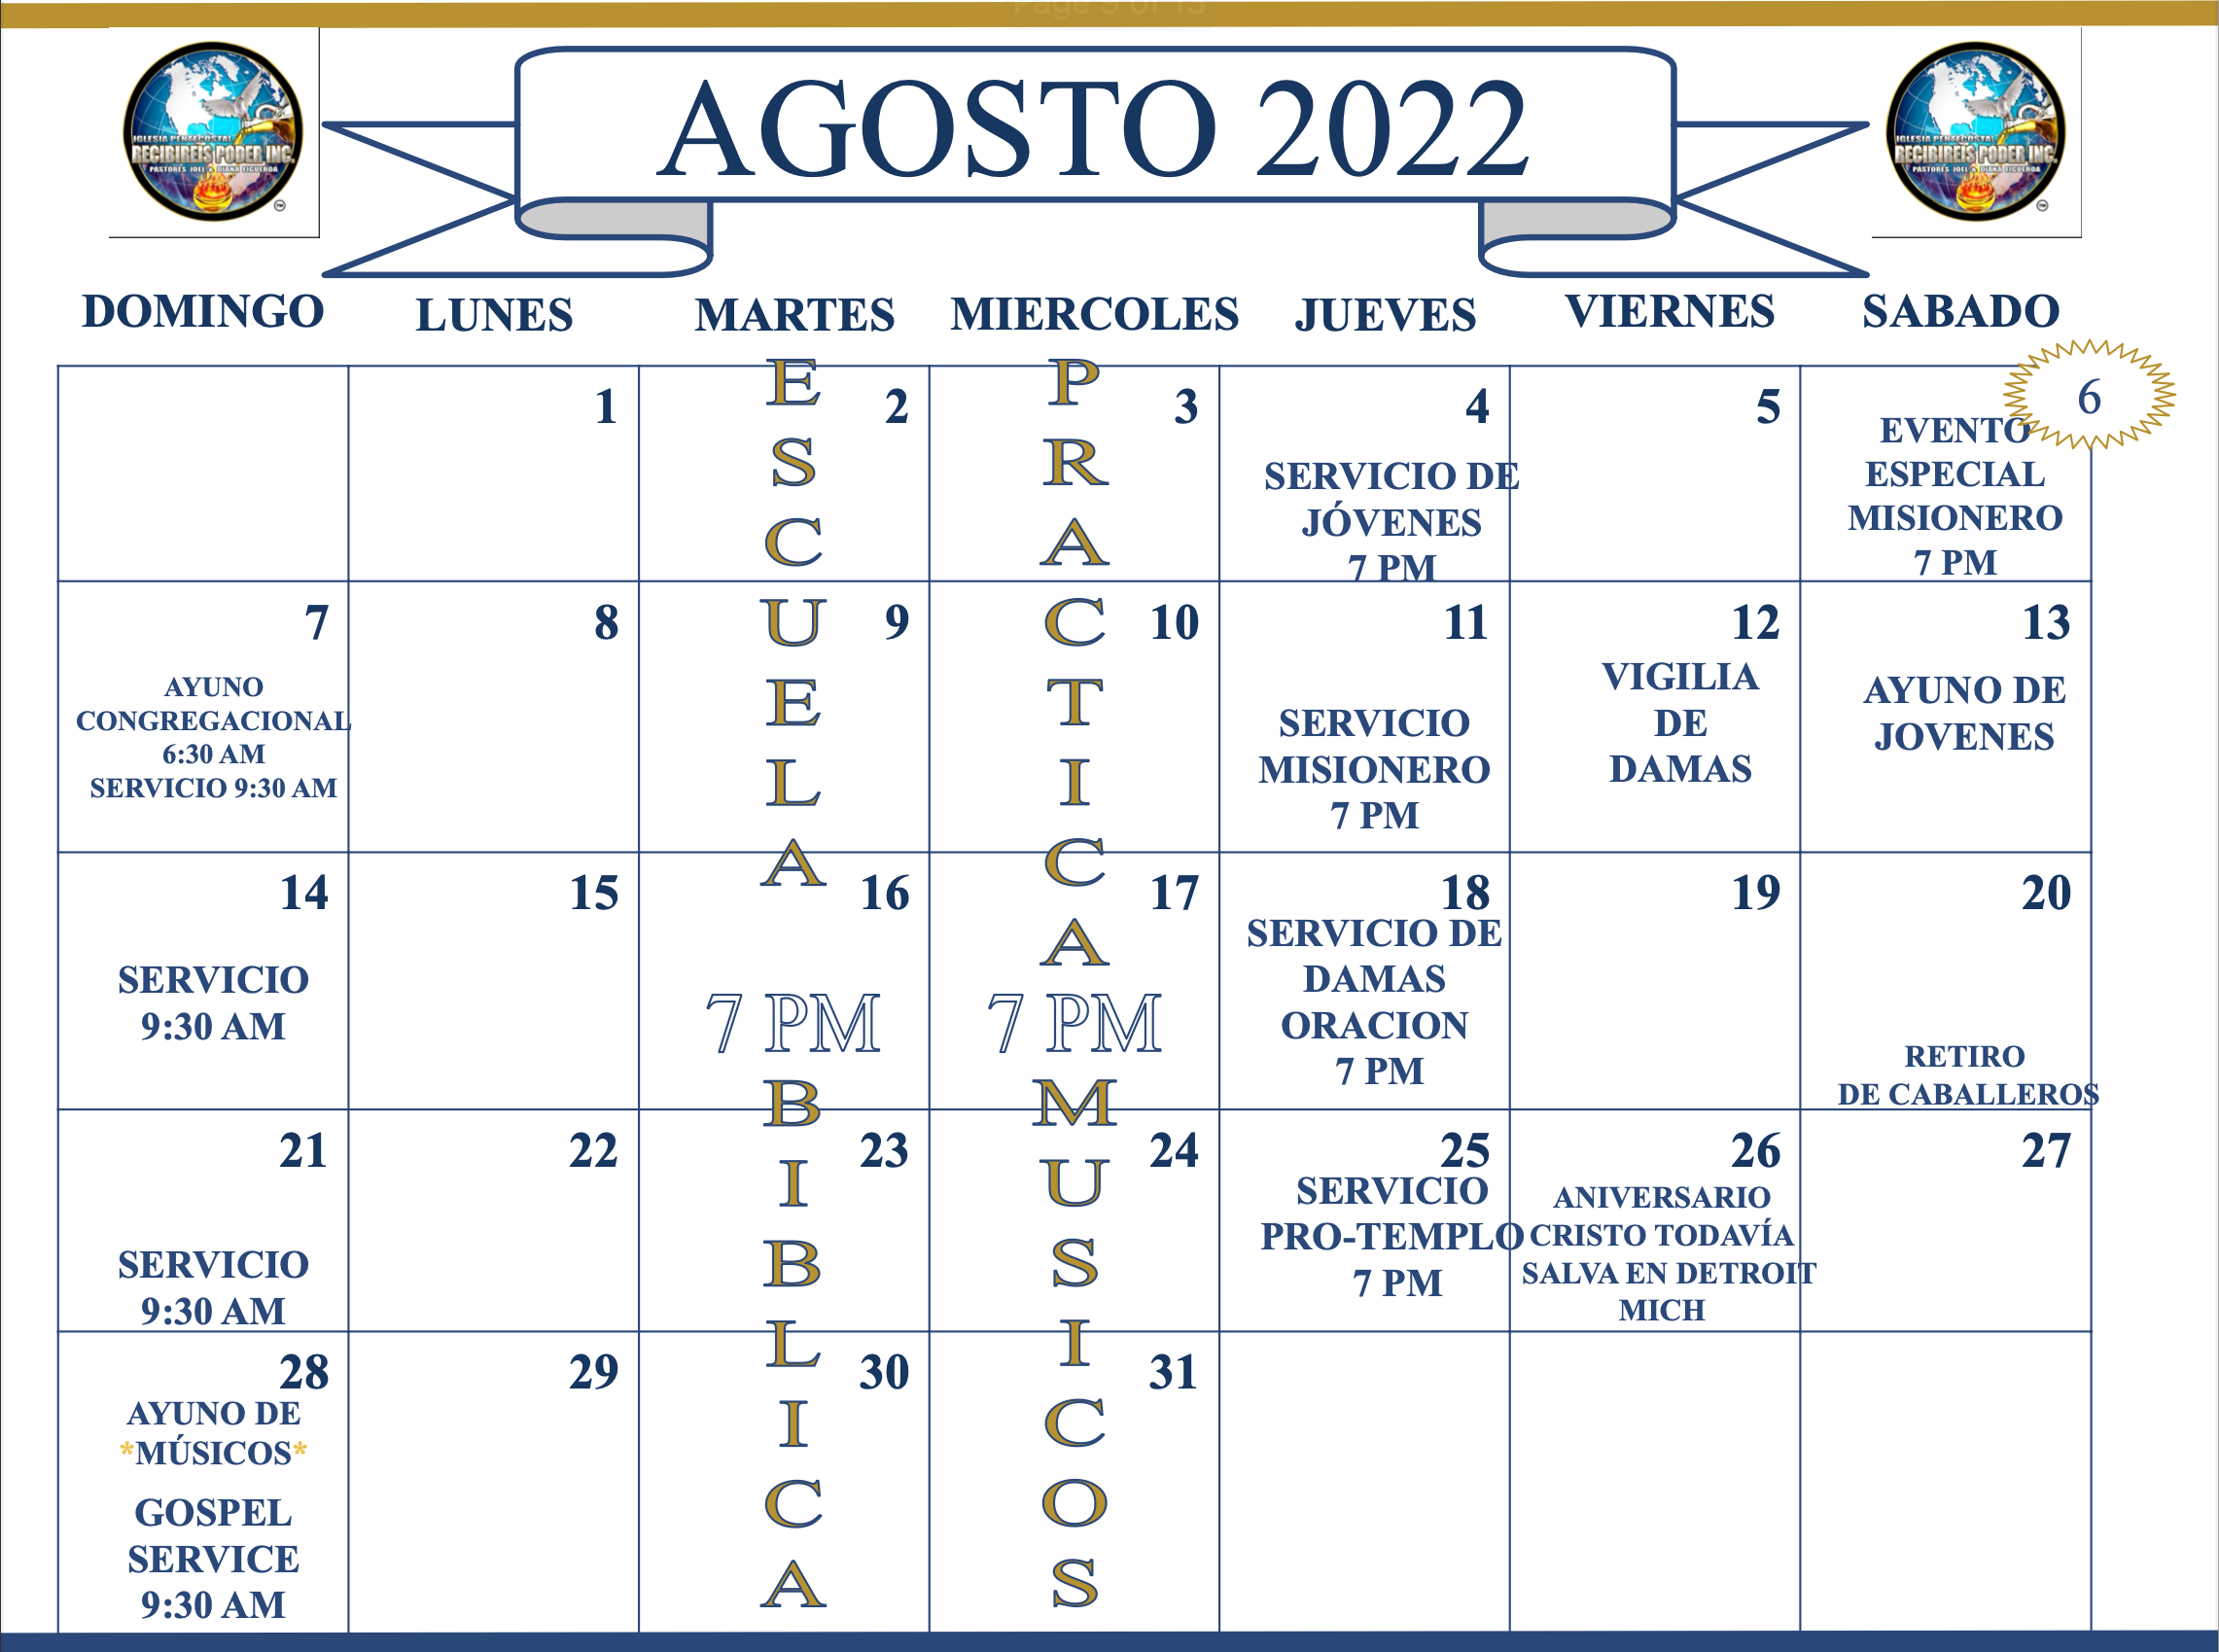 Page 9 of 13
AGOSTO 2022
IGLESIA PENTECOSTAL
RECIBIREIS PODER INC.
PASTORES JOEL & DIANA FIGUEROA
TM
IGLESIA PENTECOSTAL
RECIBIREIS PODER INC.
PASTORES JOEL & DIANA FIGUEROA
TM
DOMINGO LUNES MARTES MIERCOLES JUEVES VIERNES SABADO
1
2
3
4
SERVICIO DE
JÓVENES
7 PM
5
6
EVENTO
ESPECIAL
MISIONERO
7 PM
7
AYUNO
CONGREGACIONAL
6:30 AM
SERVICIO 9:30 AM
8
9
10
11
SERVICIO
MISIONERO
7 PM
12
VIGILIA
DE
DAMAS
13
AYUNO DE
JOVENES
14
SERVICIO
9:30 AM
15
16
17
18
SERVICIO DE
DAMAS
ORACION
7 PM
19
20
RETIRO
DE CABALLEROS
21
SERVICIO
9:30 AM
22
23
24
25
SERVICIO
PRO-TEMPLO
7 PM
26
ANIVERSARIO
CRISTO TODAVÍA
SALVA EN DETROIT
MICH
27
28
AYUNO DE
*MÚSICOS*
GOSPEL
SERVICE
9:30 AM
29
30
31
ESCUELA
7 PM
BIBLICA
PRACTICA
7 PM
MUSICOS